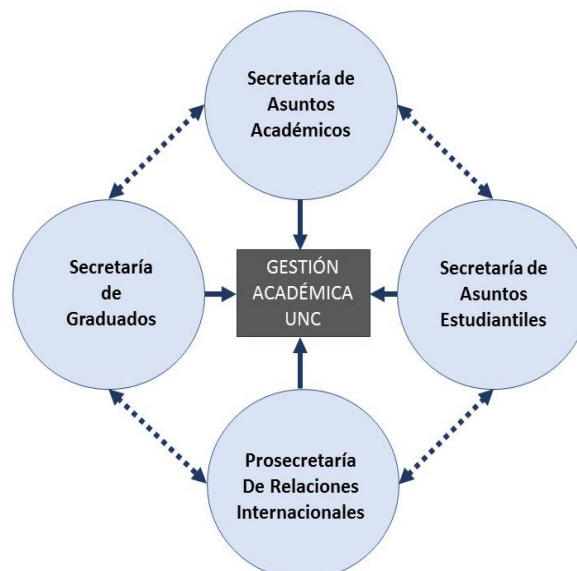 Secretaría de
Asuntos
Académicos
Secretaría
de
Graduados
GESTIÓN
ACADÉMICA
UNC
Secretaría de
Asuntos
Estudiantiles
Prosecretaría
De Relaciones
Internacionales